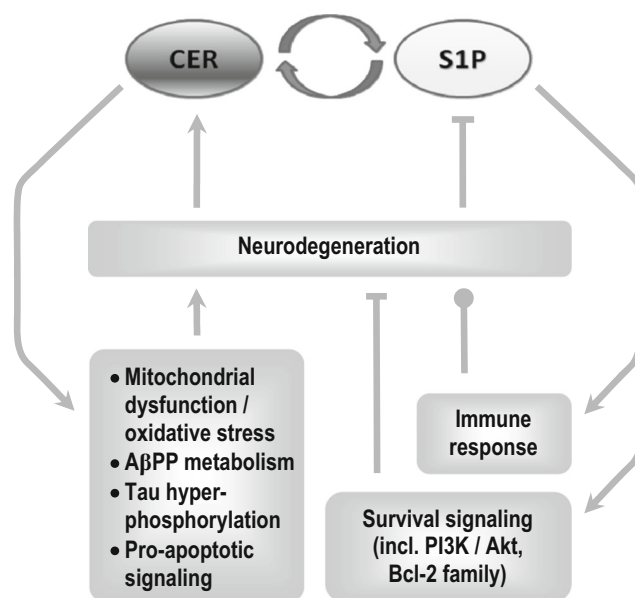 CER
S1P
Neurodegeneration
• Mitochondrial
dysfunction /
oxidative stress
• AβPP metabolism
• Tau hyper-
phosphorylation
• Pro-apoptotic
signaling
Immune
response
Survival signaling
(incl. PI3K / Akt,
Bcl-2 family)